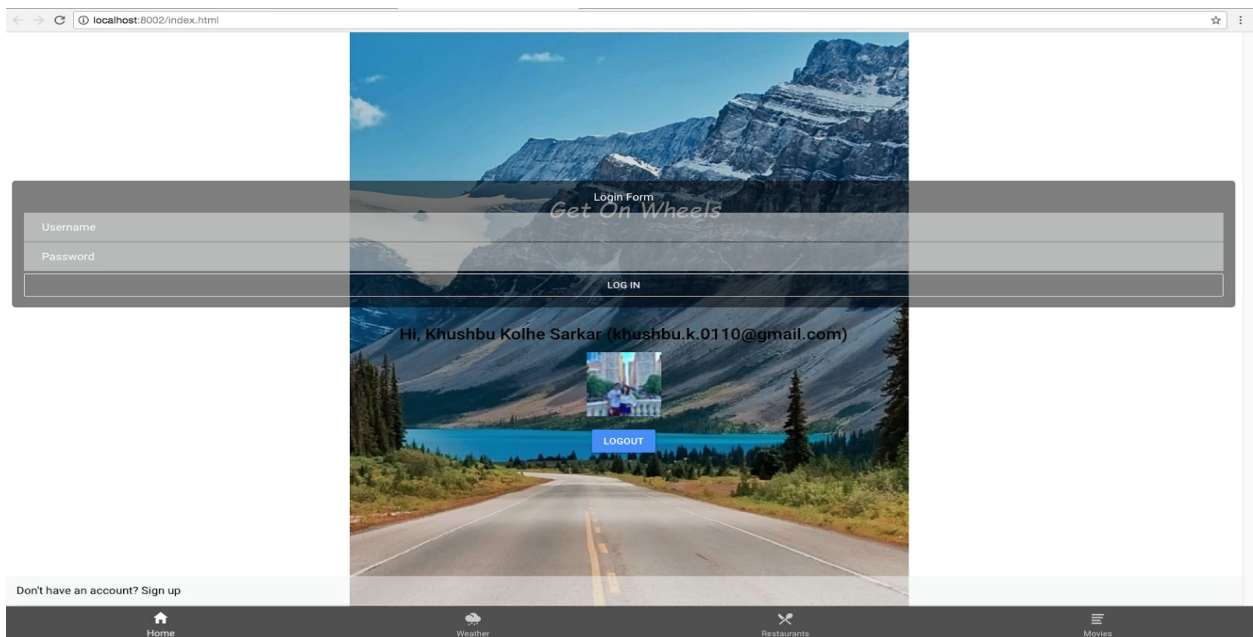 localhost:8002/index.html
Login Form
Get On Wheels
Username
Password
LOG IN
Hi, Khushbu Kolhe Sarkar (khushbu.k.0110@gmail.com)
LOGOUT
Don't have an account? Sign up
Home Weather Restaurants Movies